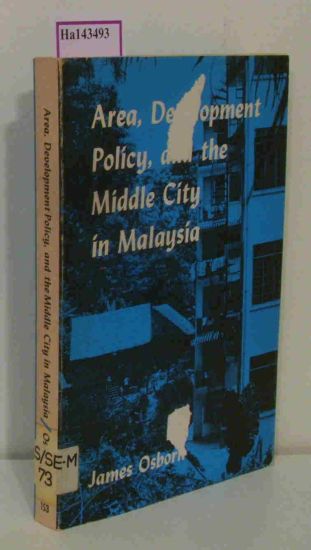 Ha143493
Area, Development
Policy, and the
Middle City
in Malaysia
James Osborn
Area, Development Policy, and the Middle City in Malaysia / Os
S/SE-M
73
153